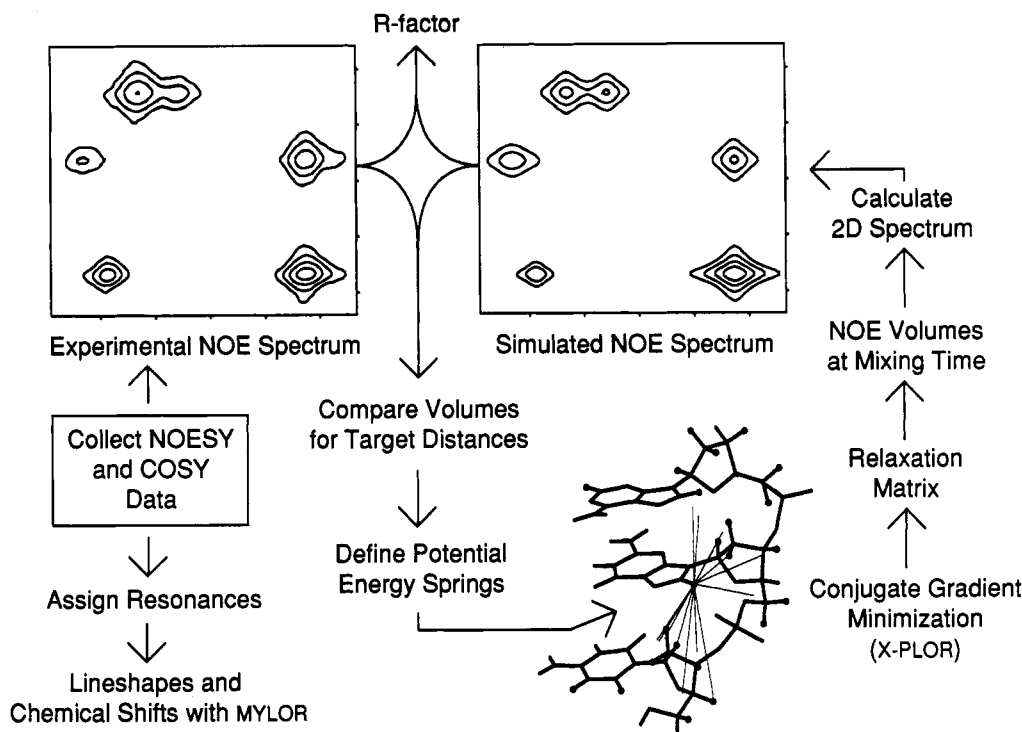 R-factor
Experimental NOE Spectrum
Simulated NOE Spectrum
Collect NOESY
and COSY
Data
Assign Resonances
Lineshapes and
Chemical Shifts with MYLOR
Compare Volumes
for Target Distances
Define Potential
Energy Springs
Calculate
2D Spectrum
NOE Volumes
at Mixing Time
Relaxation
Matrix
Conjugate Gradient
Minimization
(X-PLOR)